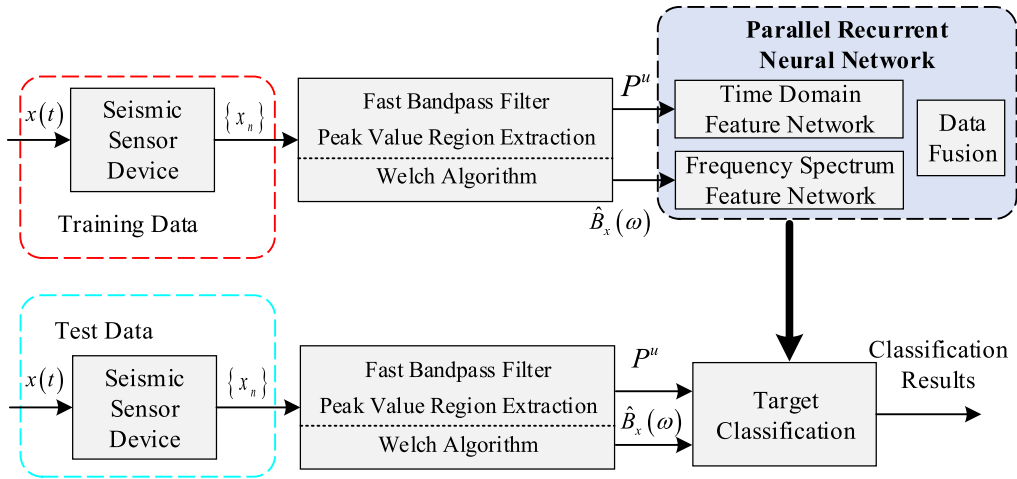 Parallel Recurrent
Neural Network
x(t)
Seismic
Sensor
Device
{x_n}
Training Data
Fast Bandpass Filter
Peak Value Region Extraction
Welch Algorithm
P^u
B̂_x(ω)
Time Domain
Feature Network
Frequency Spectrum
Feature Network
Data
Fusion
Test Data
x(t)
Seismic
Sensor
Device
{x_n}
Fast Bandpass Filter
Peak Value Region Extraction
Welch Algorithm
P^u
B̂_x(ω)
Target
Classification
Classification
Results